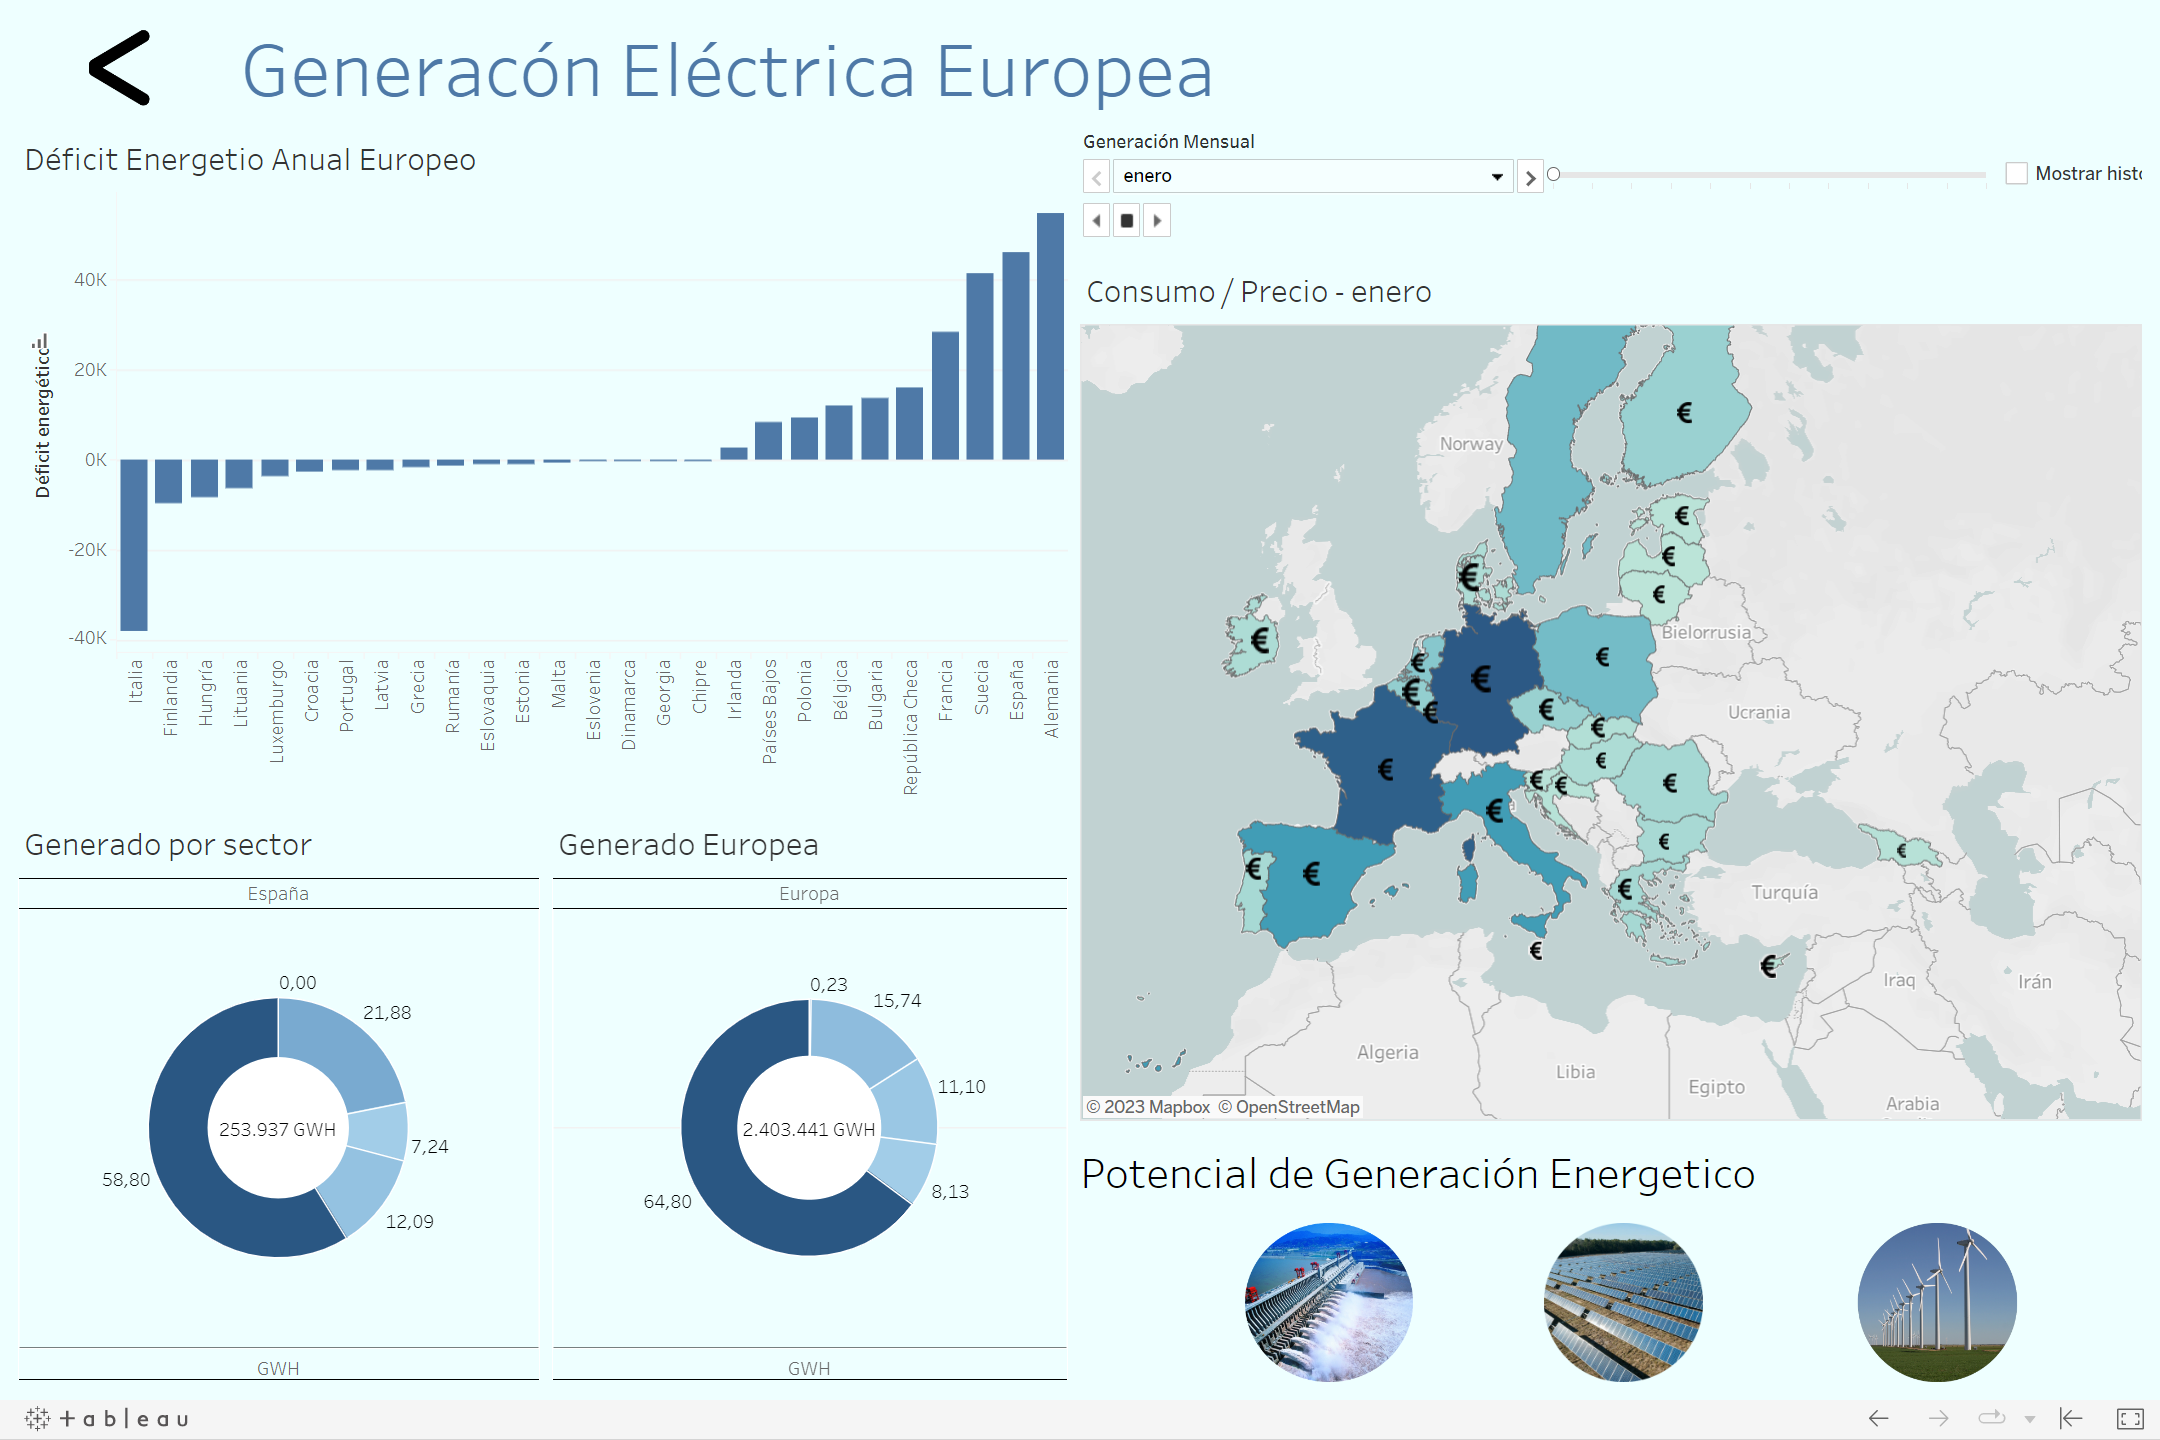 Generacón Eléctrica Europea
Déficit Energetio Anual Europeo
Déficit energético
40K
20K
0K
-20K
-40K
Italia
Finlandia
Hungría
Lituania
Luxemburgo
Croacia
Portugal
Latvia
Grecia
Rumanía
Eslovaquia
Estonia
Malta
Eslovenia
Dinamarca
Georgia
Chipre
Irlanda
Países Bajos
Polonia
Bélgica
Bulgaria
República Checa
Francia
Suecia
España
Alemania
Generación Mensual
enero
Mostrar histo
Consumo / Precio - enero
Norway
Bielorrusia
Ucrania
Turquía
Iraq
Irán
Algeria
Libia
Egipto
Arabia
© 2023 Mapbox © OpenStreetMap
Generado por sector
España
0,00
21,88
7,24
12,09
58,80
253.937 GWH
GWH
Generado Europea
Europa
0,23
15,74
11,10
8,13
64,80
2.403.441 GWH
GWH
Potencial de Generación Energetico
+ a b l e a u